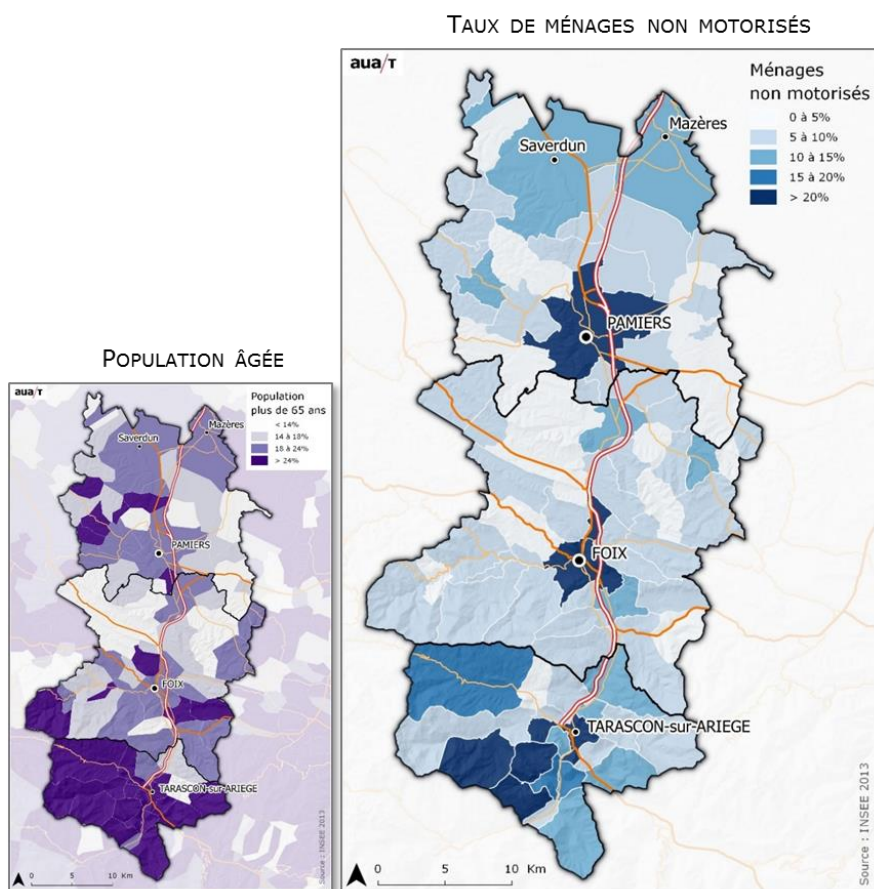 TAUX DE MÉNAGES NON MOTORISÉS
aua/T
Ménages
non motorisés
0 à 5%
5 à 10%
10 à 15%
15 à 20%
> 20%
Mazères
Saverdun
PAMIERS
FOIX
TARASCON-sur-ARIEGE
0 5 10 Km
Source : INSEE 2013
POPULATION ÂGÉE
aua/T
Population
plus de 65 ans
< 14%
14 à 18%
18 à 24%
> 24%
Mazères
Saverdun
PAMIERS
FOIX
TARASCON-sur-ARIEGE
0 5 10 Km
Source : INSEE 2013